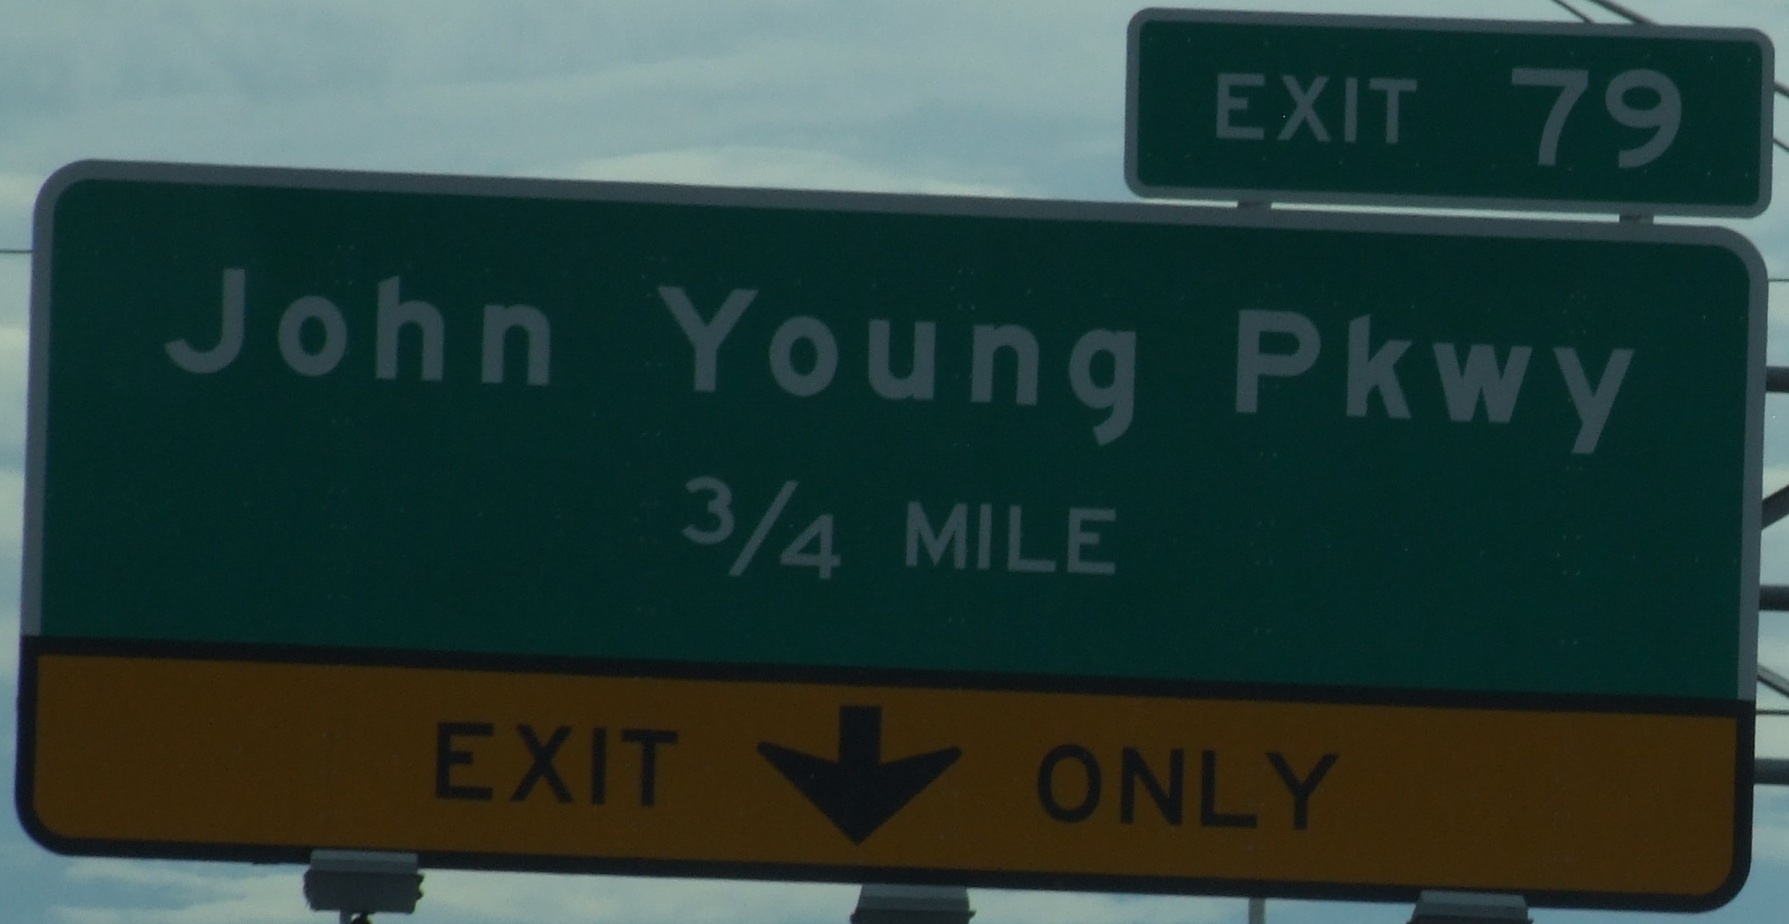 EXIT 79
John Young Pkwy
3/4 MILE
EXIT ONLY